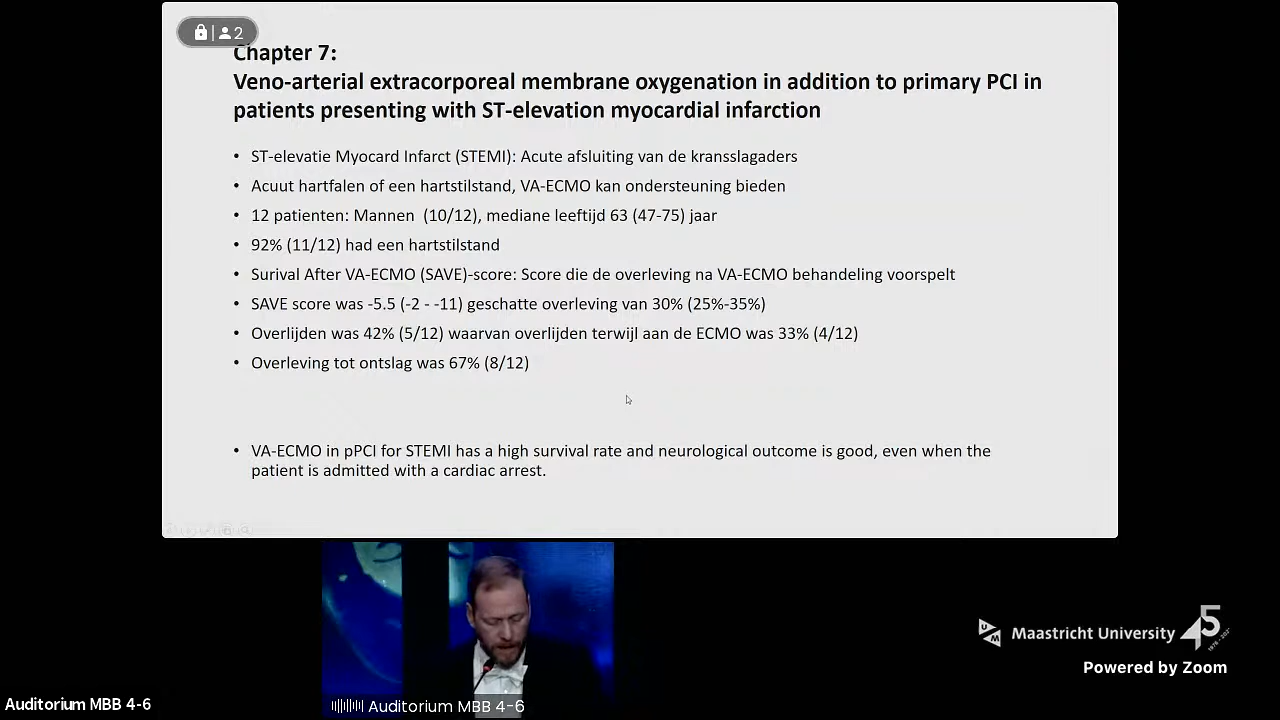 2
Chapter 7:
Veno-arterial extracorporeal membrane oxygenation in addition to primary PCI in
patients presenting with ST-elevation myocardial infarction
• ST-elevatie Myocard Infarct (STEMI): Acute afsluiting van de kransslagaders
• Acuut hartfalen of een hartstilstand, VA-ECMO kan ondersteuning bieden
• 12 patienten: Mannen (10/12), mediane leeftijd 63 (47-75) jaar
• 92% (11/12) had een hartstilstand
• Surival After VA-ECMO (SAVE)-score: Score die de overleving na VA-ECMO behandeling voorspelt
• SAVE score was -5.5 (-2 - -11) geschatte overleving van 30% (25%-35%)
• Overlijden was 42% (5/12) waarvan overlijden terwijl aan de ECMO was 33% (4/12)
• Overleving tot ontslag was 67% (8/12)
• VA-ECMO in pPCI for STEMI has a high survival rate and neurological outcome is good, even when the
patient is admitted with a cardiac arrest.
UM Maastricht University 45
Powered by Zoom
Auditorium MBB 4-6
Auditorium MBB 4-6